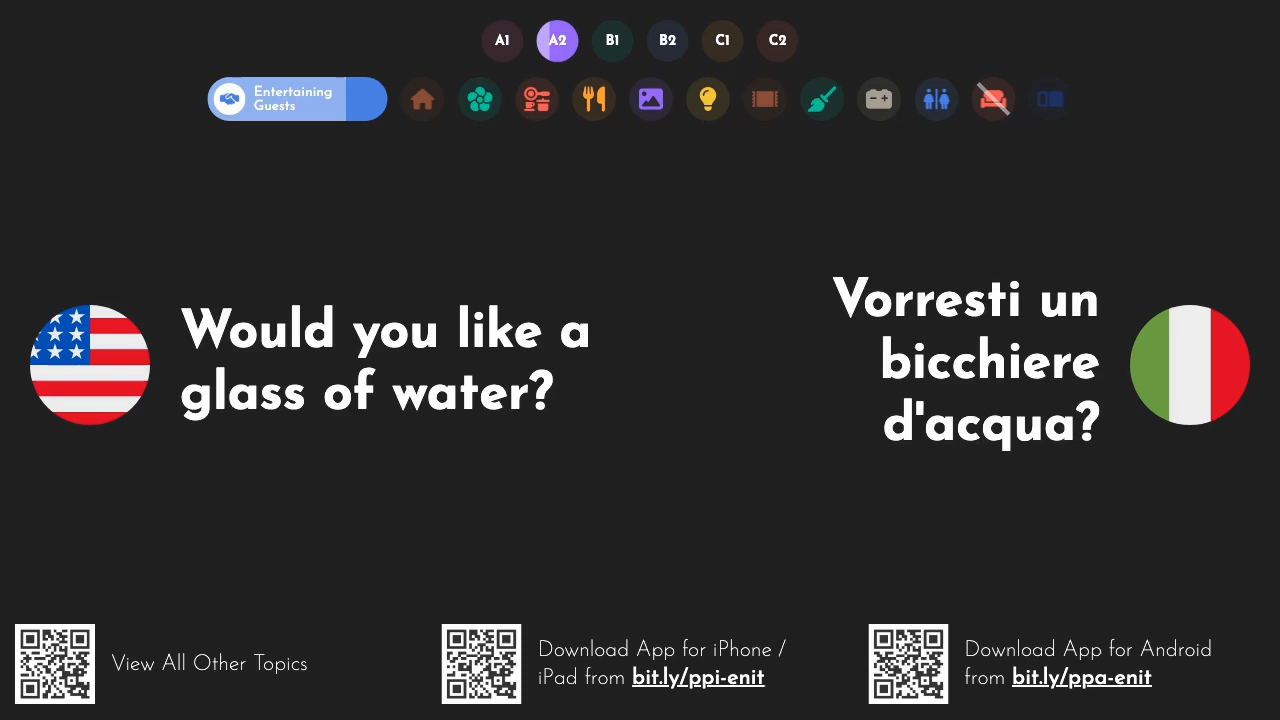 A1 A2 B1 B2 C1 C2
Entertaining
Guests
Would you like a
glass of water?
Vorresti un
bicchiere
d'acqua?
View All Other Topics
Download App for iPhone /
iPad from bit.ly/ppi-enit
Download App for Android
from bit.ly/ppa-enit